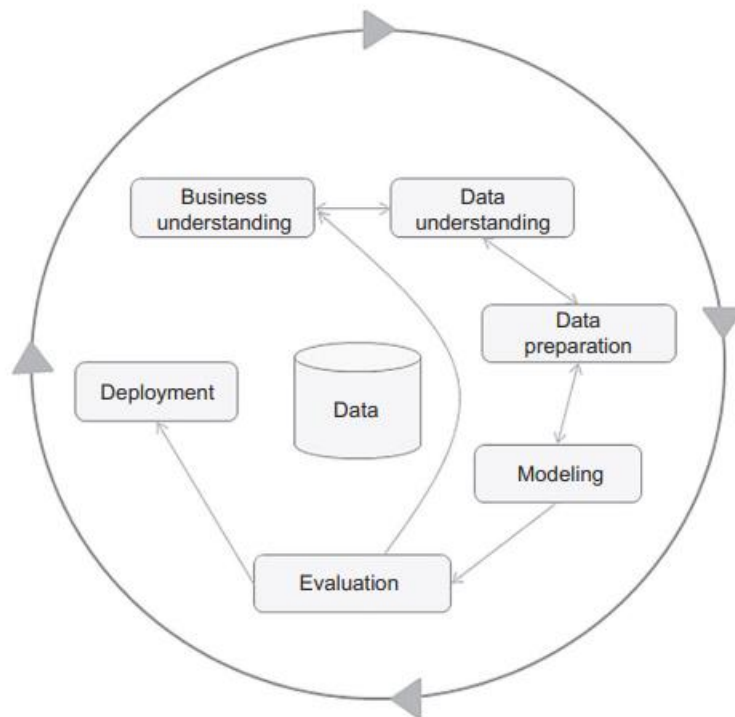 Business
understanding
Data
understanding
Data
preparation
Deployment
Data
Modeling
Evaluation